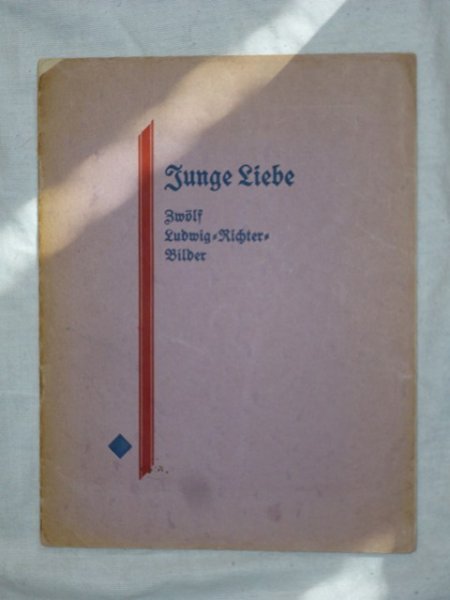 Junge Liebe
Zwölf
Ludwig-Richter-
Bilder